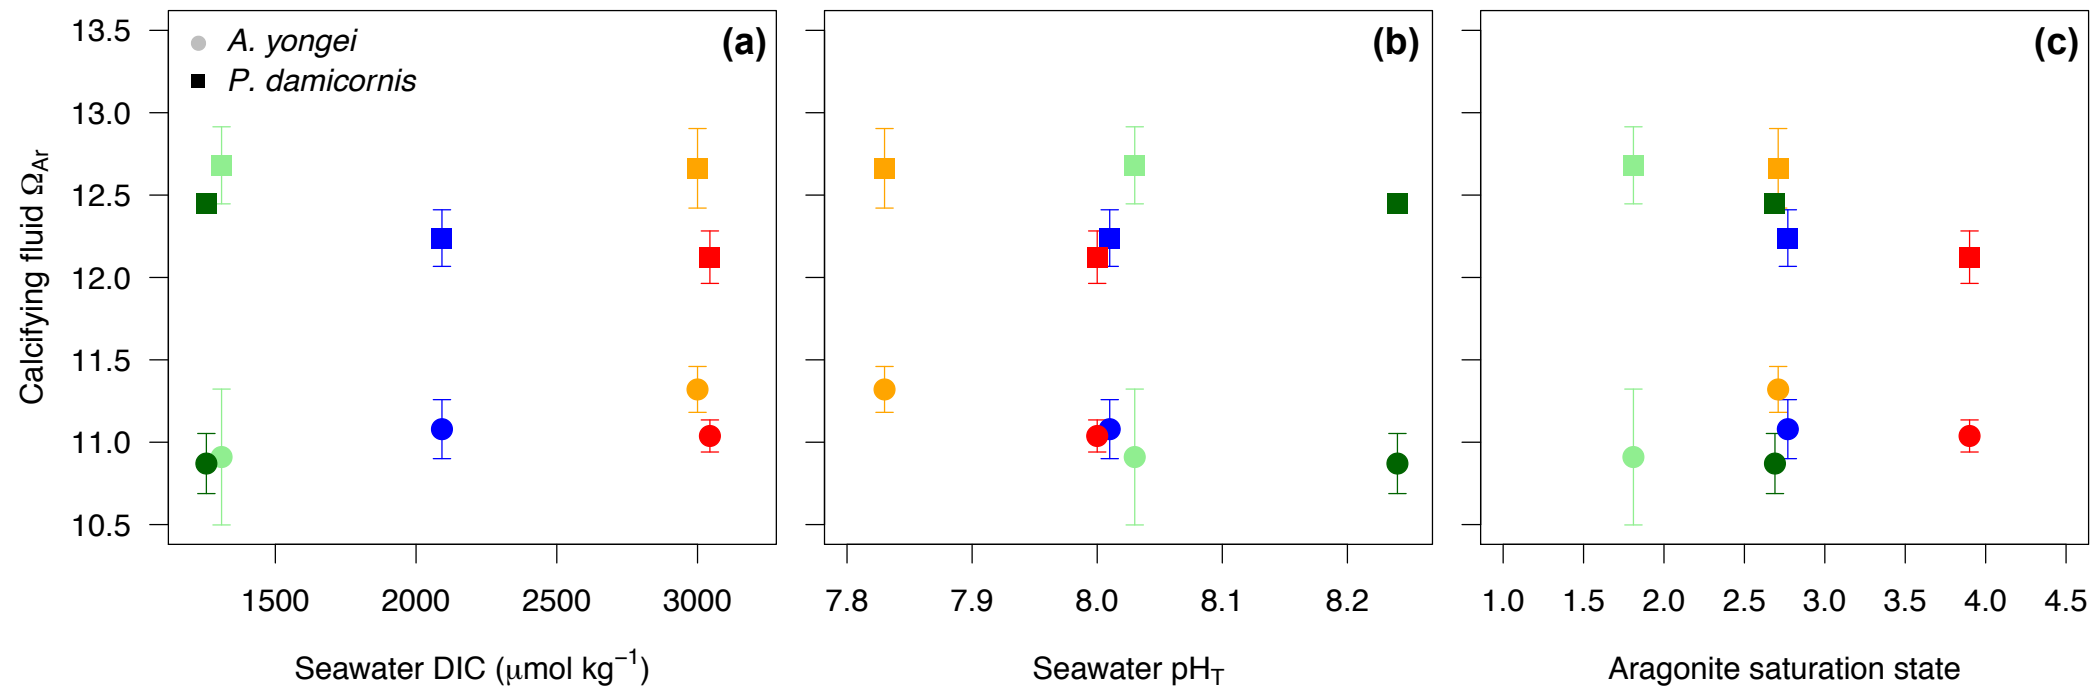 A. yongei
P. damicornis
(a)
(b)
(c)
Calcifying fluid Ω_Ar
13.5
13.0
12.5
12.0
11.5
11.0
10.5
1500 2000 2500 3000
7.8 7.9 8.0 8.1 8.2
1.0 1.5 2.0 2.5 3.0 3.5 4.0 4.5
Seawater DIC (μmol kg⁻¹)
Seawater pH_T
Aragonite saturation state